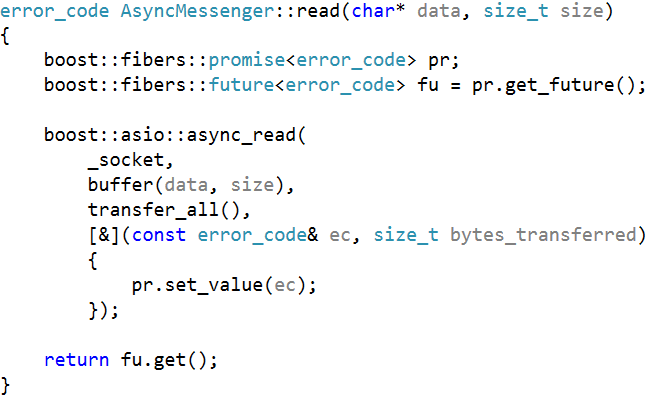 error_code AsyncMessenger::read(char* data, size_t size)
{
    boost::fibers::promise<error_code> pr;
    boost::fibers::future<error_code> fu = pr.get_future();

    boost::asio::async_read(
        _socket,
        buffer(data, size),
        transfer_all(),
        [&](const error_code& ec, size_t bytes_transferred)
        {
            pr.set_value(ec);
        });

    return fu.get();
}